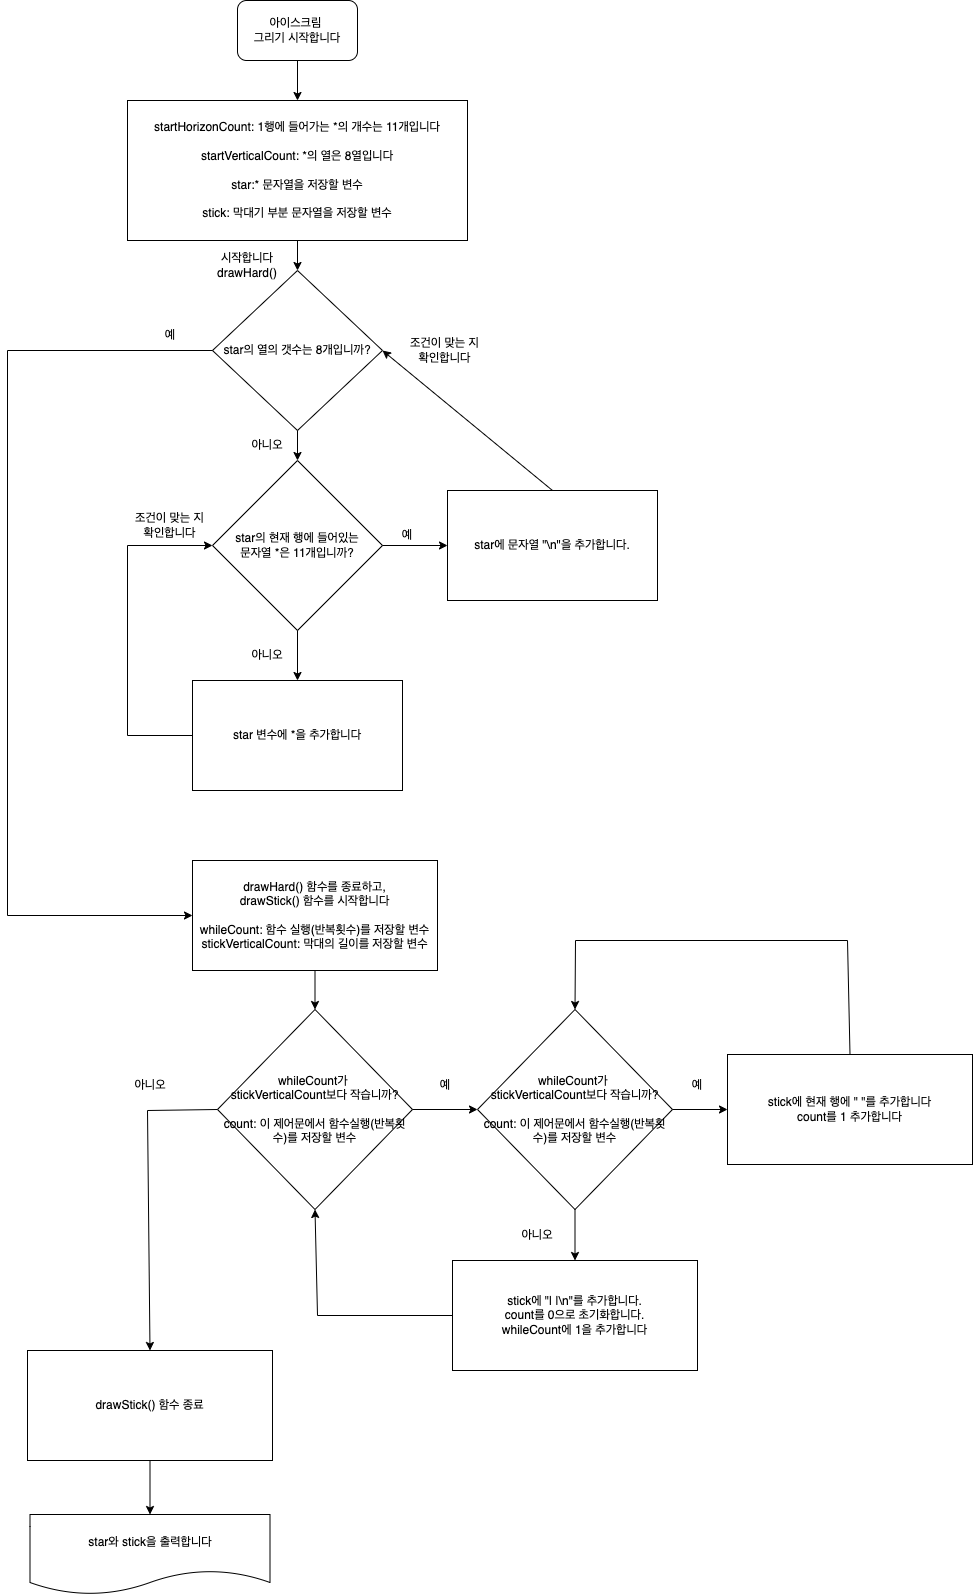 아이스크림
그리기 시작합니다
startHorizonCount: 1행에 들어가는 *의 개수는 11개입니다
startVerticalCount: *의 열은 8열입니다
star:* 문자열을 저장할 변수
stick: 막대기 부분 문자열을 저장할 변수
시작합니다
drawHard()
예
star의 열의 갯수는 8개입니까?
조건이 맞는 지
확인합니다
아니오
조건이 맞는 지
확인합니다
star의 현재 행에 들어있는
문자열 *은 11개입니까?
예
star에 문자열 "\n"을 추가합니다.
아니오
star 변수에 *을 추가합니다
drawHard() 함수를 종료하고,
drawStick() 함수를 시작합니다
whileCount: 함수 실행(반복횟수)를 저장할 변수
stickVerticalCount: 막대의 길이를 저장할 변수
아니오
whileCount가
stickVerticalCount보다 작습니까?
count: 이 제어문에서 함수실행(반복횟
수)를 저장할 변수
예
whileCount가
stickVerticalCount보다 작습니까?
count: 이 제어문에서 함수실행(반복횟
수)를 저장할 변수
예
stick에 현재 행에 " "를 추가합니다
count를 1 추가합니다
아니오
stick에 "| |\n"를 추가합니다.
count를 0으로 초기화합니다.
whileCount에 1을 추가합니다
drawStick() 함수 종료
star와 stick을 출력합니다